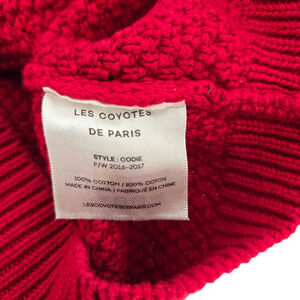 LES COYOTES
DE PARIS
STYLE : CODIE
F/W 2016-2017
100% COTTON / 100% COTON
MADE IN CHINA / FABRIQUÉ EN CHINE
LESCOYOTESDEPARIS.COM